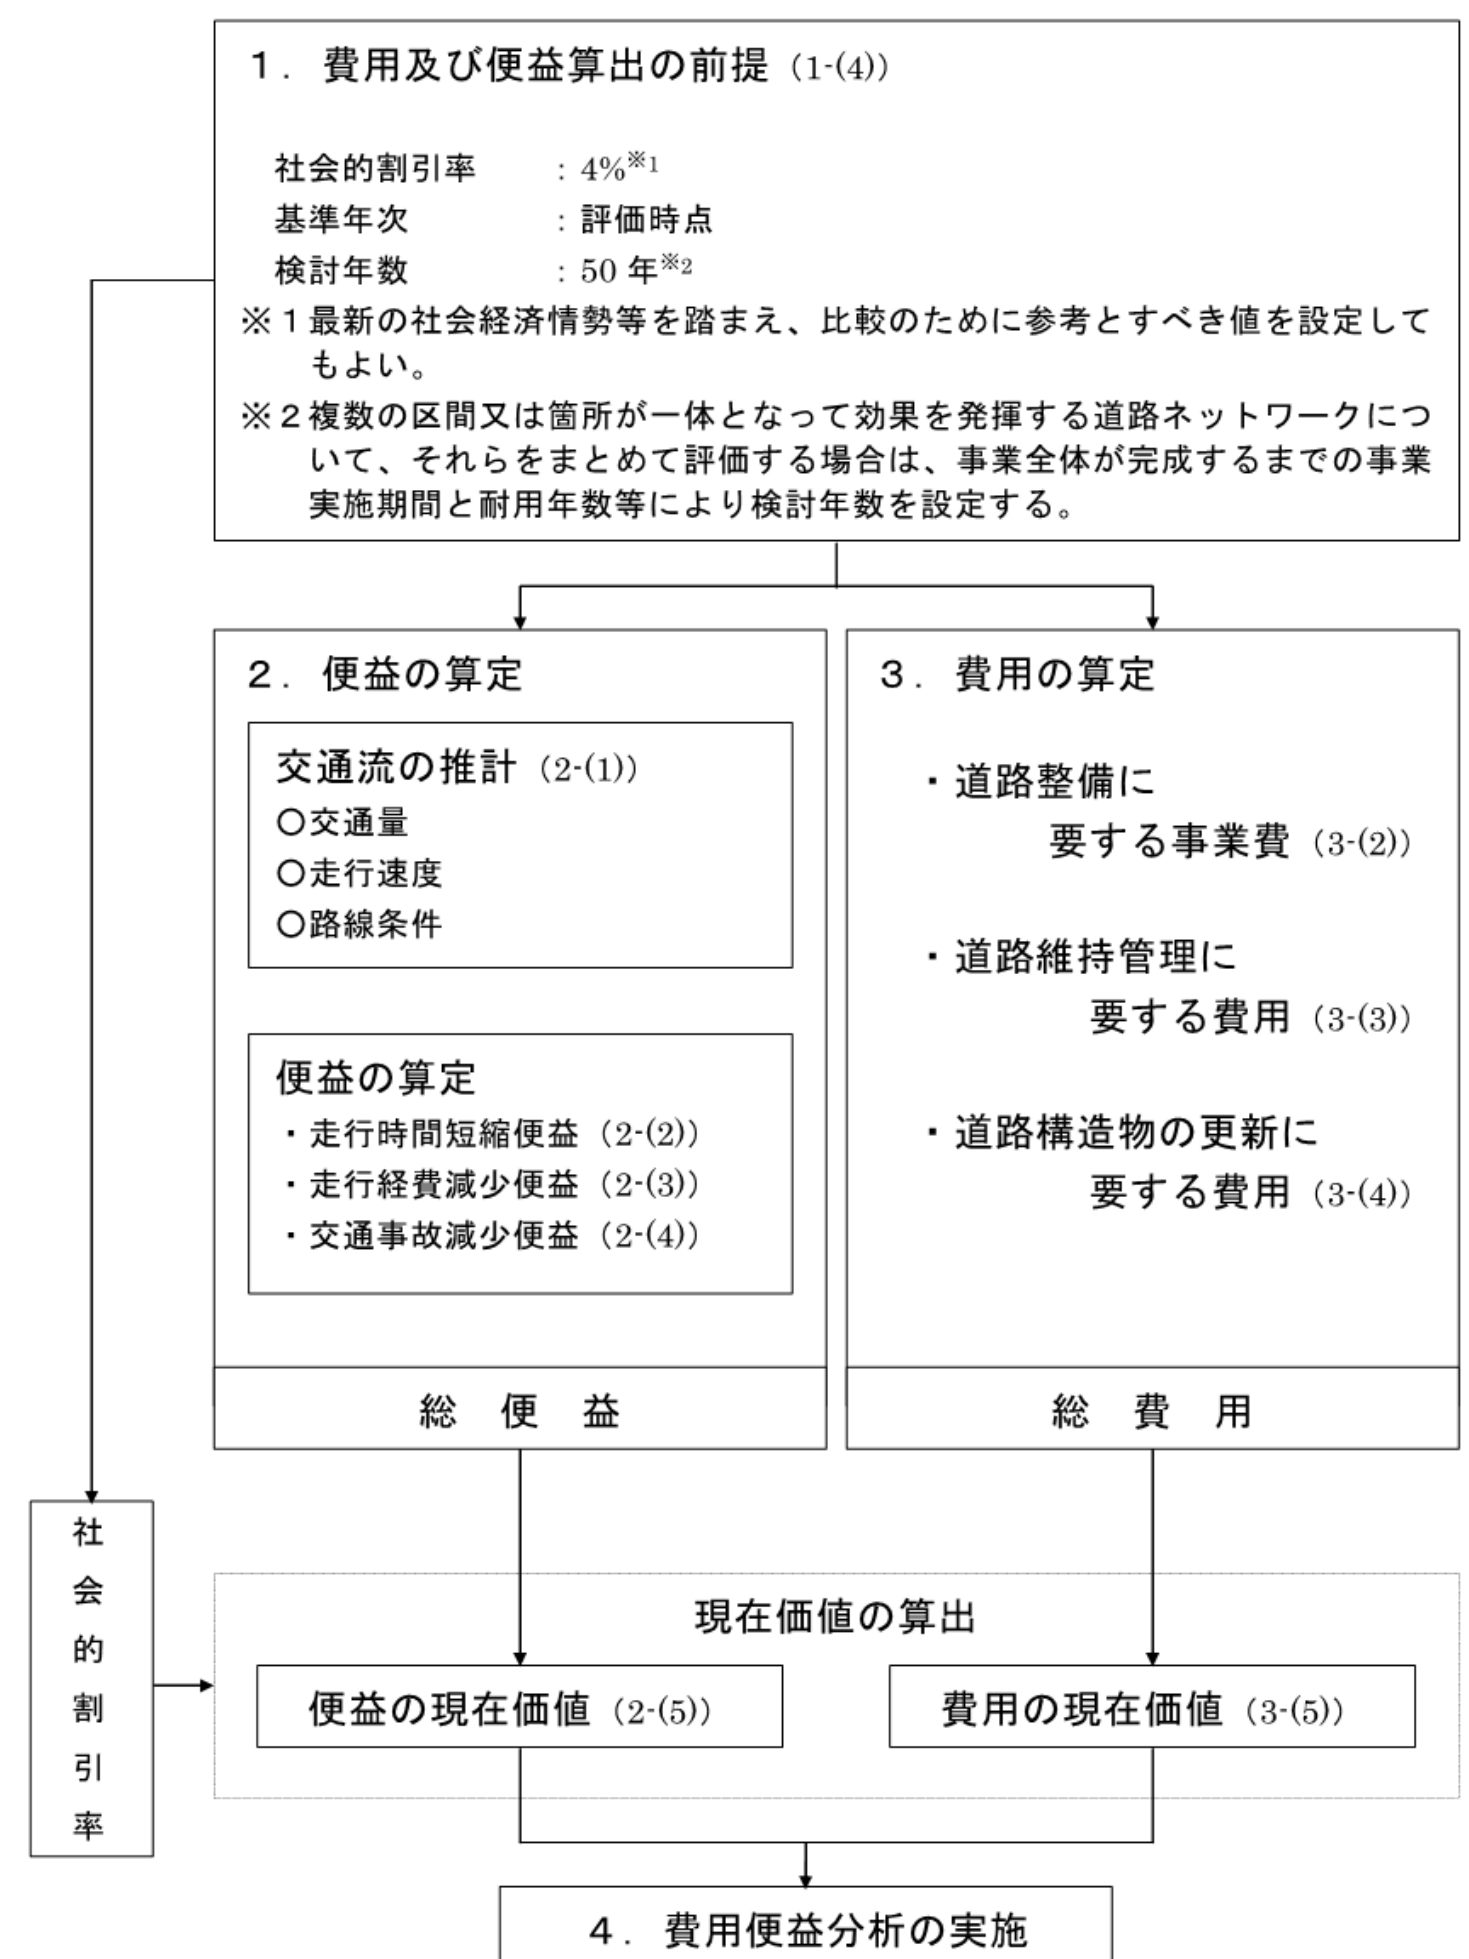 １．費用及び便益算出の前提（1-(4)）
社会的割引率　：4%※1
基準年次　：評価時点
検討年数　：50 年※2
※１最新の社会経済情勢等を踏まえ、比較のために参考とすべき値を設定して
もよい。
※２複数の区間又は箇所が一体となって効果を発揮する道路ネットワークにつ
いて、それらをまとめて評価する場合は、事業全体が完成するまでの事業
実施期間と耐用年数等により検討年数を設定する。
２．便益の算定
交通流の推計（2-(1)）
○交通量
○走行速度
○路線条件
便益の算定
・走行時間短縮便益（2-(2)）
・走行経費減少便益（2-(3)）
・交通事故減少便益（2-(4)）
総　便　益
３．費用の算定
・道路整備に
要する事業費（3-(2)）
・道路維持管理に
要する費用（3-(3)）
・道路構造物の更新に
要する費用（3-(4)）
総　費　用
社会的割引率
現在価値の算出
便益の現在価値（2-(5)）
費用の現在価値（3-(5)）
４．費用便益分析の実施